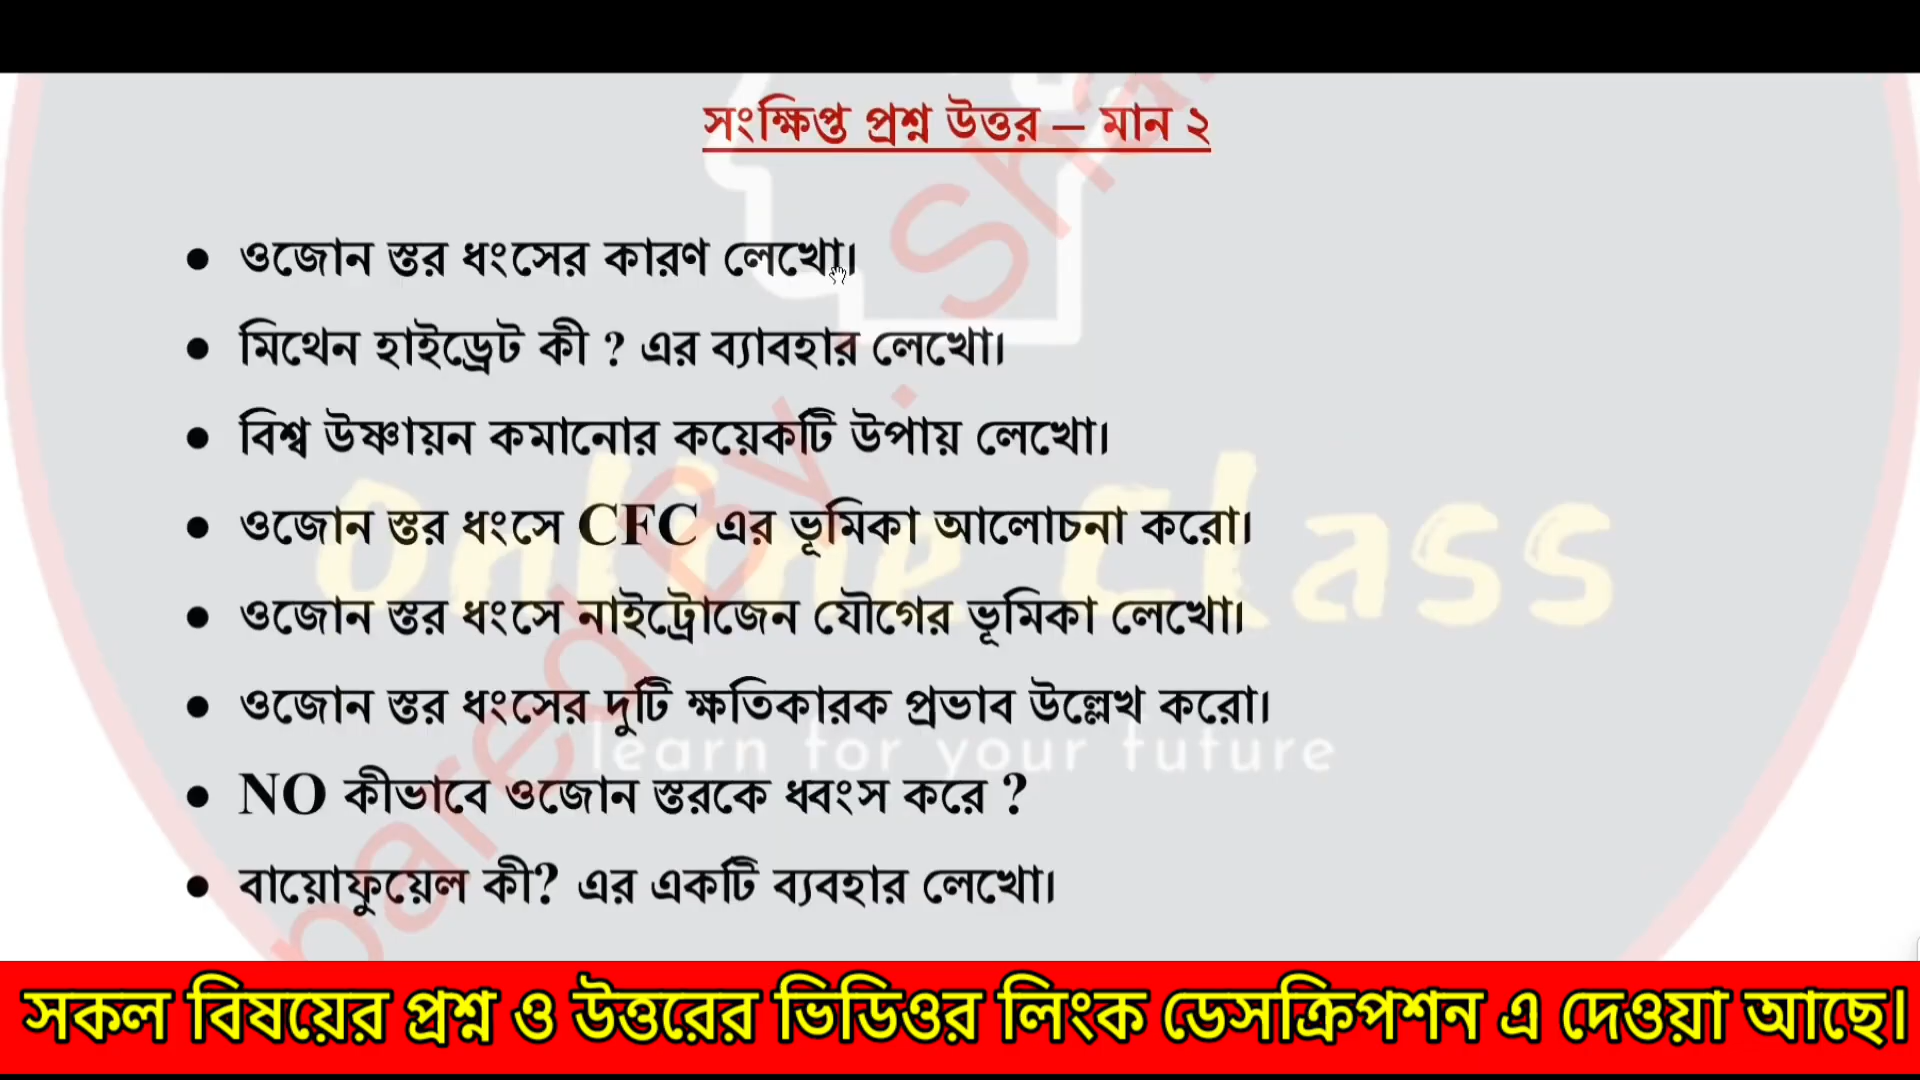 সংক্ষিপ্ত প্রশ্ন উত্তর – মান ২
● ওজোন স্তর ধংসের কারণ লেখো।
● মিথেন হাইড্রেট কী ? এর ব্যাবহার লেখো।
● বিশ্ব উষ্ণায়ন কমানোর কয়েকটি উপায় লেখো।
● ওজোন স্তর ধংসে CFC এর ভূমিকা আলোচনা করো।
● ওজোন স্তর ধংসে নাইট্রোজেন যৌগের ভূমিকা লেখো।
● ওজোন স্তর ধংসের দুটি ক্ষতিকারক প্রভাব উল্লেখ করো।
● NO কীভাবে ওজোন স্তরকে ধ্বংস করে ?
● বায়োফুয়েল কী? এর একটি ব্যবহার লেখো।
Online Class
learn for your future
সকল বিষয়ের প্রশ্ন ও উত্তরের ভিডিওর লিংক ডেসক্রিপশন এ দেওয়া আছে।